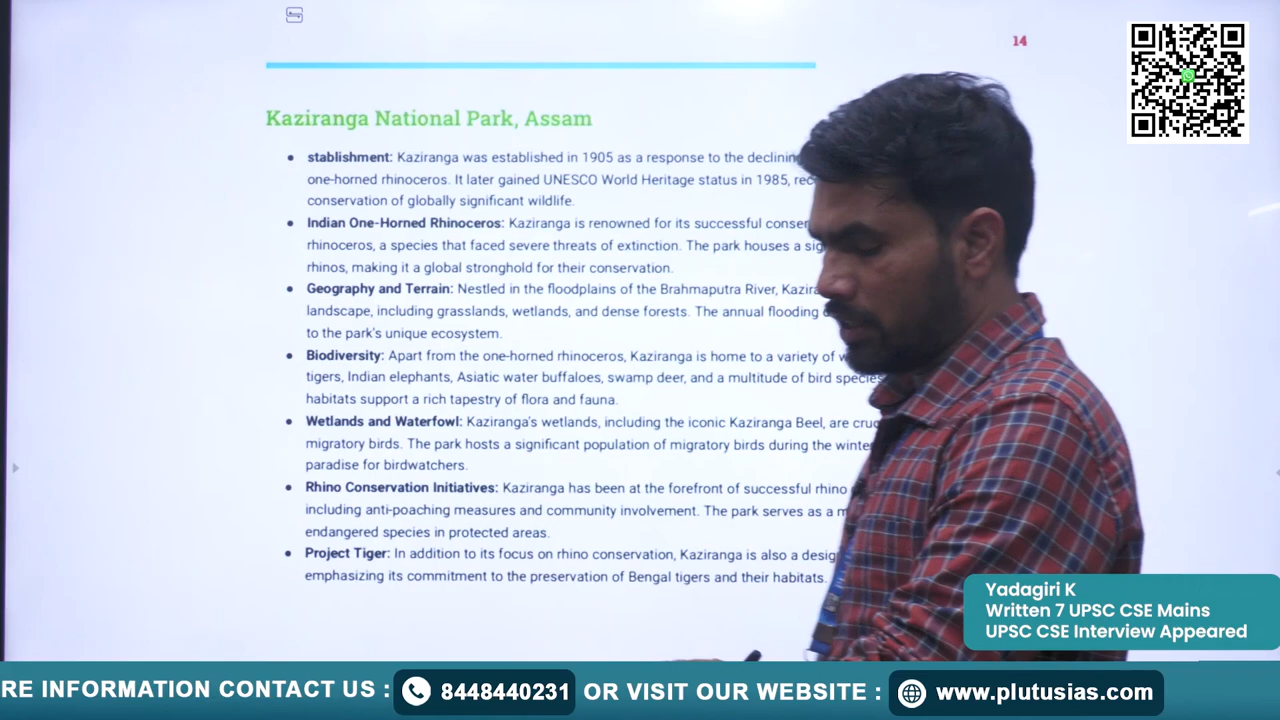 14
Kaziranga National Park, Assam
stablishment: Kaziranga was established in 1905 as a response to the declining
one-horned rhinoceros. It later gained UNESCO World Heritage status in 1985,
conservation of globally significant wildlife.
Indian One-Horned Rhinoceros: Kaziranga is renowned for its successful
rhinoceros, a species that faced severe threats of extinction. The park houses a
rhinos, making it a global stronghold for their conservation.
Geography and Terrain: Nestled in the floodplains of the Brahmaputra River,
landscape, including grasslands, wetlands, and dense forests. The annual flooding
to the park's unique ecosystem.
Biodiversity: Apart from the one-horned rhinoceros, Kaziranga is home to a variety of
tigers, Indian elephants, Asiatic water buffaloes, swamp deer, and a multitude of bird species
habitats support a rich tapestry of flora and fauna.
Wetlands and Waterfowl: Kaziranga's wetlands, including the iconic Kaziranga Beel, are
migratory birds. The park hosts a significant population of migratory birds during the
paradise for birdwatchers.
Rhino Conservation Initiatives: Kaziranga has been at the forefront of successful rhino
including anti-poaching measures and community involvement. The park serves as a
endangered species in protected areas.
Project Tiger: In addition to its focus on rhino conservation, Kaziranga is also a
emphasizing its commitment to the preservation of Bengal tigers and their habitats.
Yadagiri K
Written 7 UPSC CSE Mains
UPSC CSE Interview Appeared
RE INFORMATION CONTACT US : 8448440231 OR VISIT OUR WEBSITE : www.plutusias.com